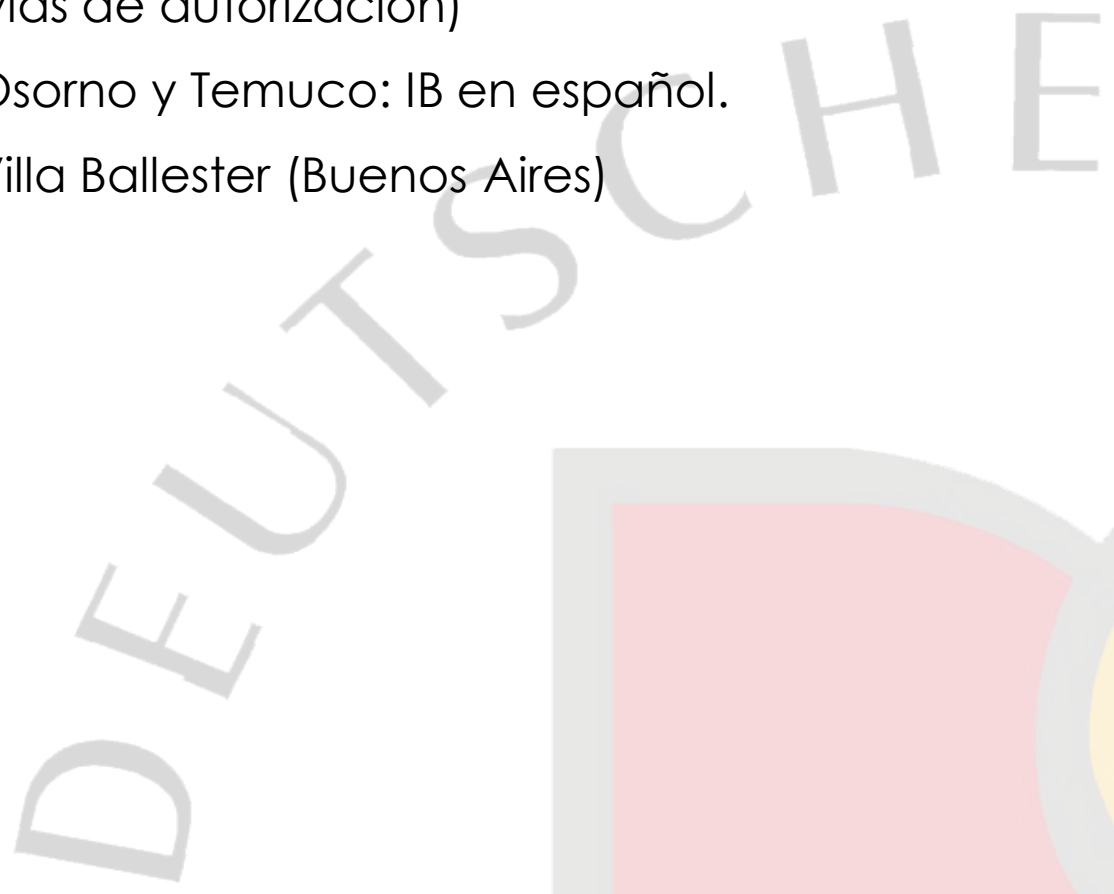 de autorización)
Osorno y Temuco: IB en español.
Villa Ballester (Buenos Aires)
DEUTSCHE